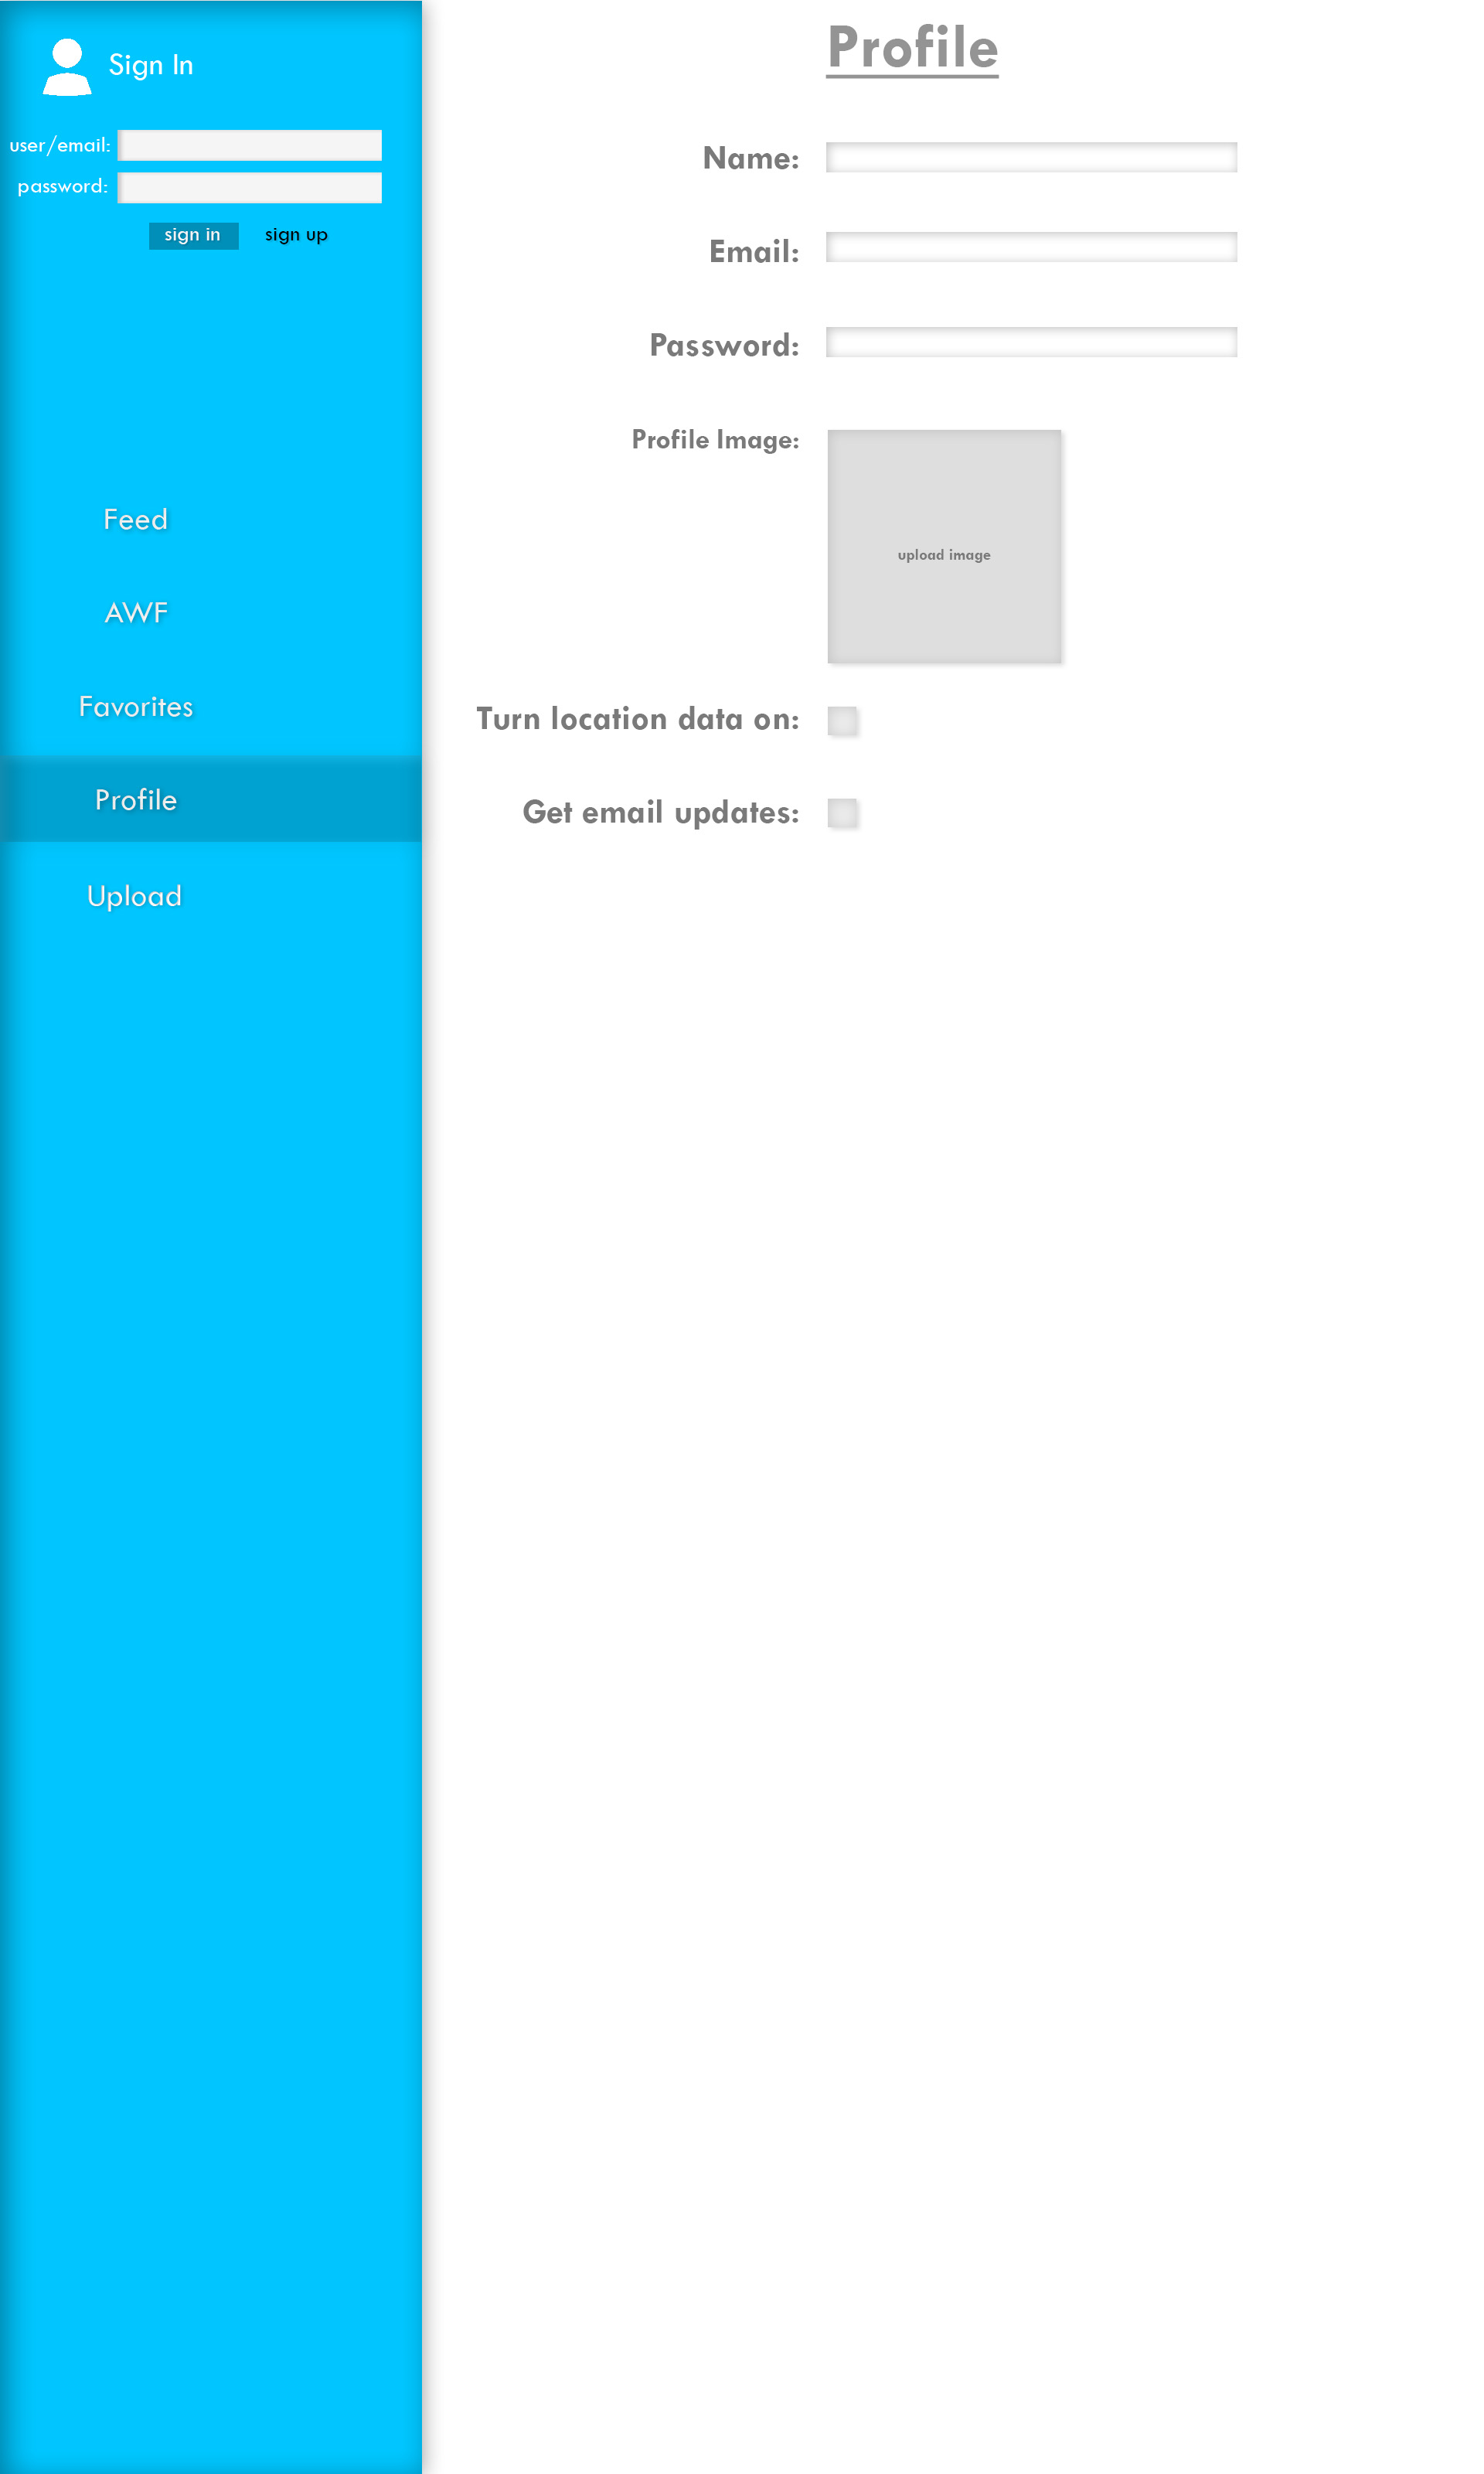 Sign In
user/email:
password:
sign in sign up
Feed
AWF
Favorites
Profile
Upload
Profile
Name:
Email:
Password:
Profile Image:
upload image
Turn location data on:
Get email updates: